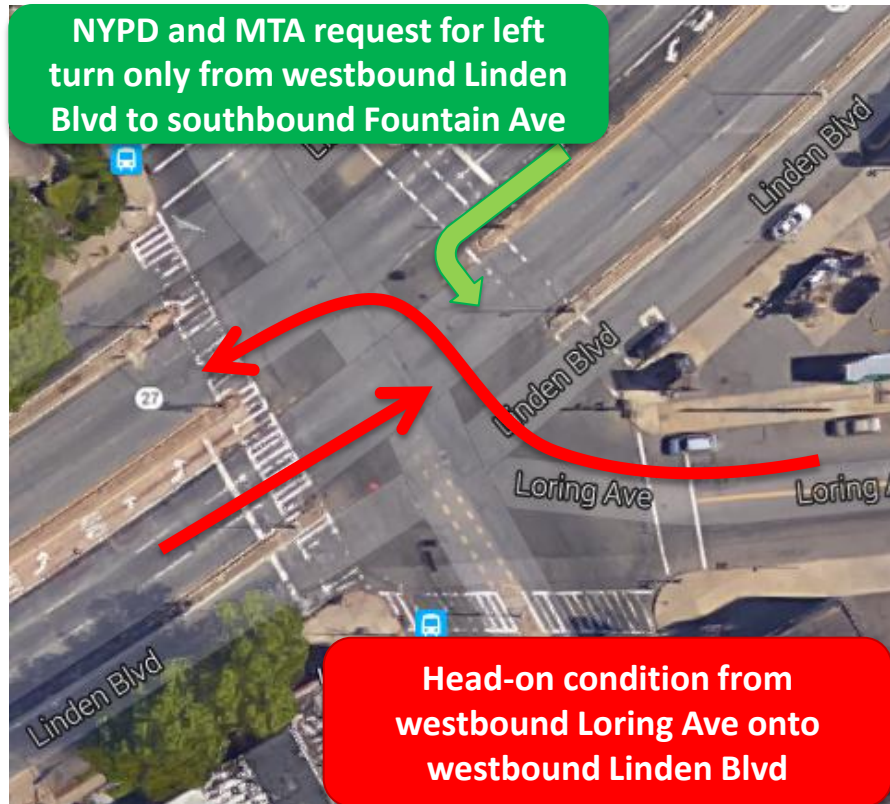 NYPD and MTA request for left
turn only from westbound Linden
Blvd to southbound Fountain Ave
Linden Blvd
Linden Blvd
27
Loring Ave
Loring A
Linden Blvd
Head-on condition from
westbound Loring Ave onto
westbound Linden Blvd